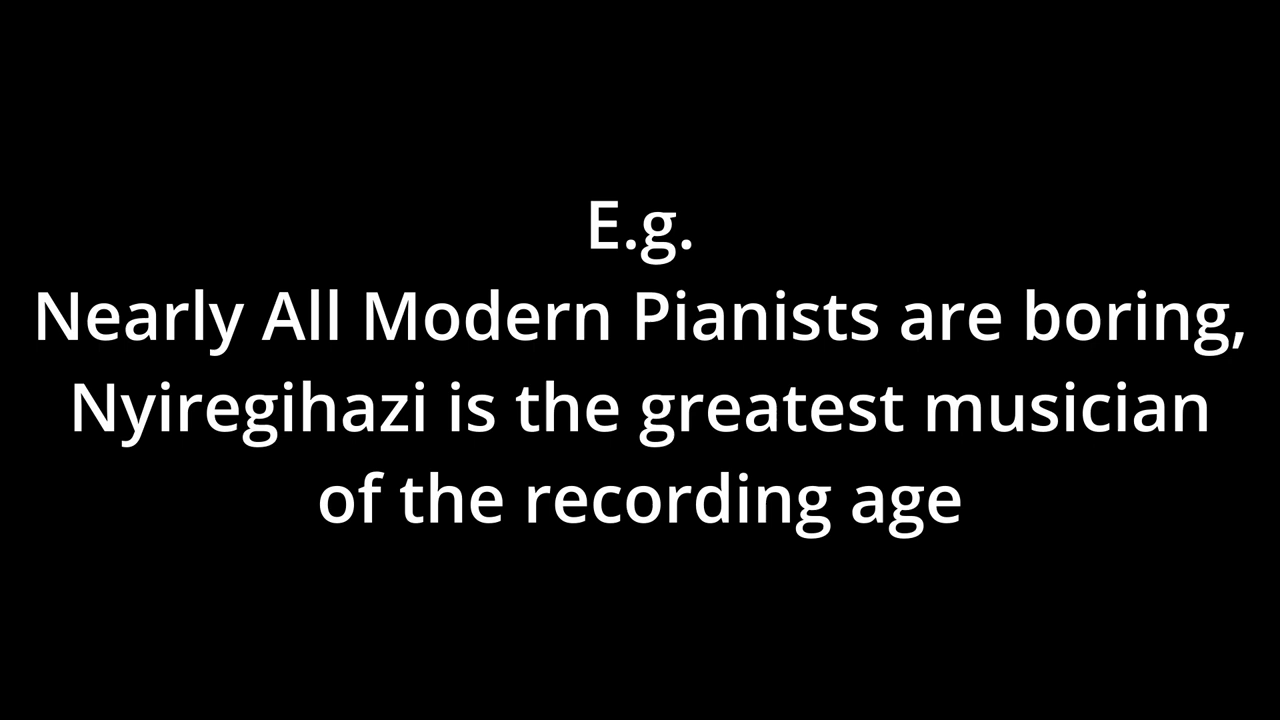 E.g.
Nearly All Modern Pianists are boring,
Nyiregihazi is the greatest musician
of the recording age